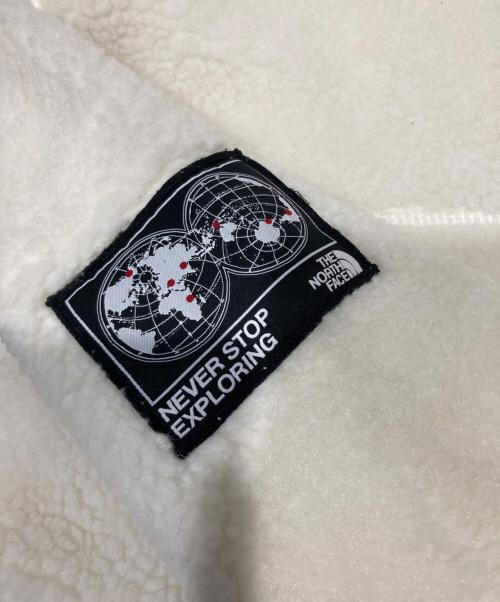 NEVER STOP
EXPLORING
THE
NORTH
FACE